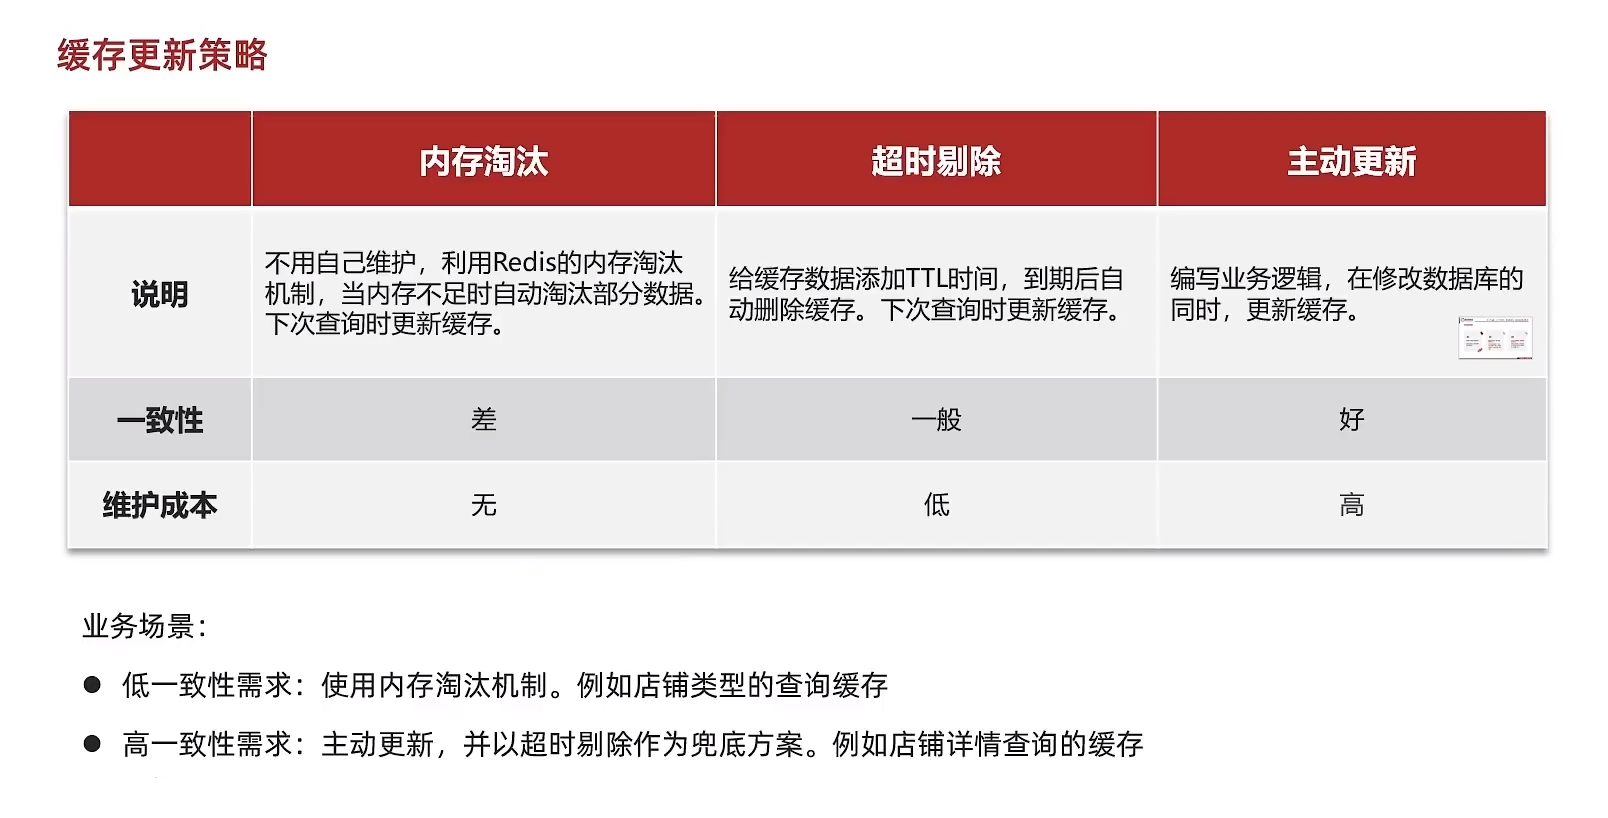 缓存更新策略
内存淘汰
超时剔除
主动更新
说明
不用自己维护，利用Redis的内存淘汰
机制，当内存不足时自动淘汰部分数据。
下次查询时更新缓存。
给缓存数据添加TTL时间，到期后自
动删除缓存。下次查询时更新缓存。
编写业务逻辑，在修改数据库的
同时，更新缓存。
一致性
差
一般
好
维护成本
无
低
高
业务场景：
● 低一致性需求：使用内存淘汰机制。例如店铺类型的查询缓存
● 高一致性需求：主动更新，并以超时剔除作为兜底方案。例如店铺详情查询的缓存